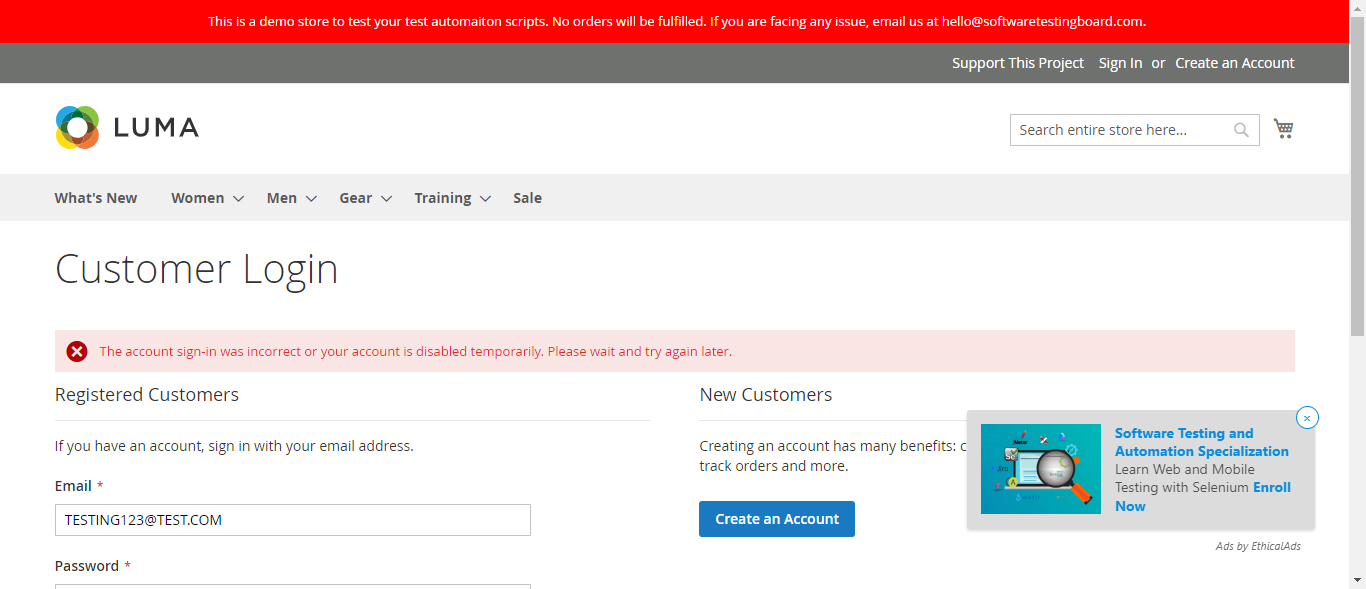 This is a demo store to test your test automaiton scripts. No orders will be fulfilled. If you are facing any issue, email us at hello@softwaretestingboard.com.
Support This Project Sign In or Create an Account
LUMA
Search entire store here...
What's New Women Men Gear Training Sale
Customer Login
The account sign-in was incorrect or your account is disabled temporarily. Please wait and try again later.
Registered Customers
If you have an account, sign in with your email address.
Email *
TESTING123@TEST.COM
Password *
New Customers
Creating an account has many benefits: c
track orders and more.
Create an Account
Software Testing and
Automation Specialization
Learn Web and Mobile
Testing with Selenium Enroll
Now
Ads by EthicalAds